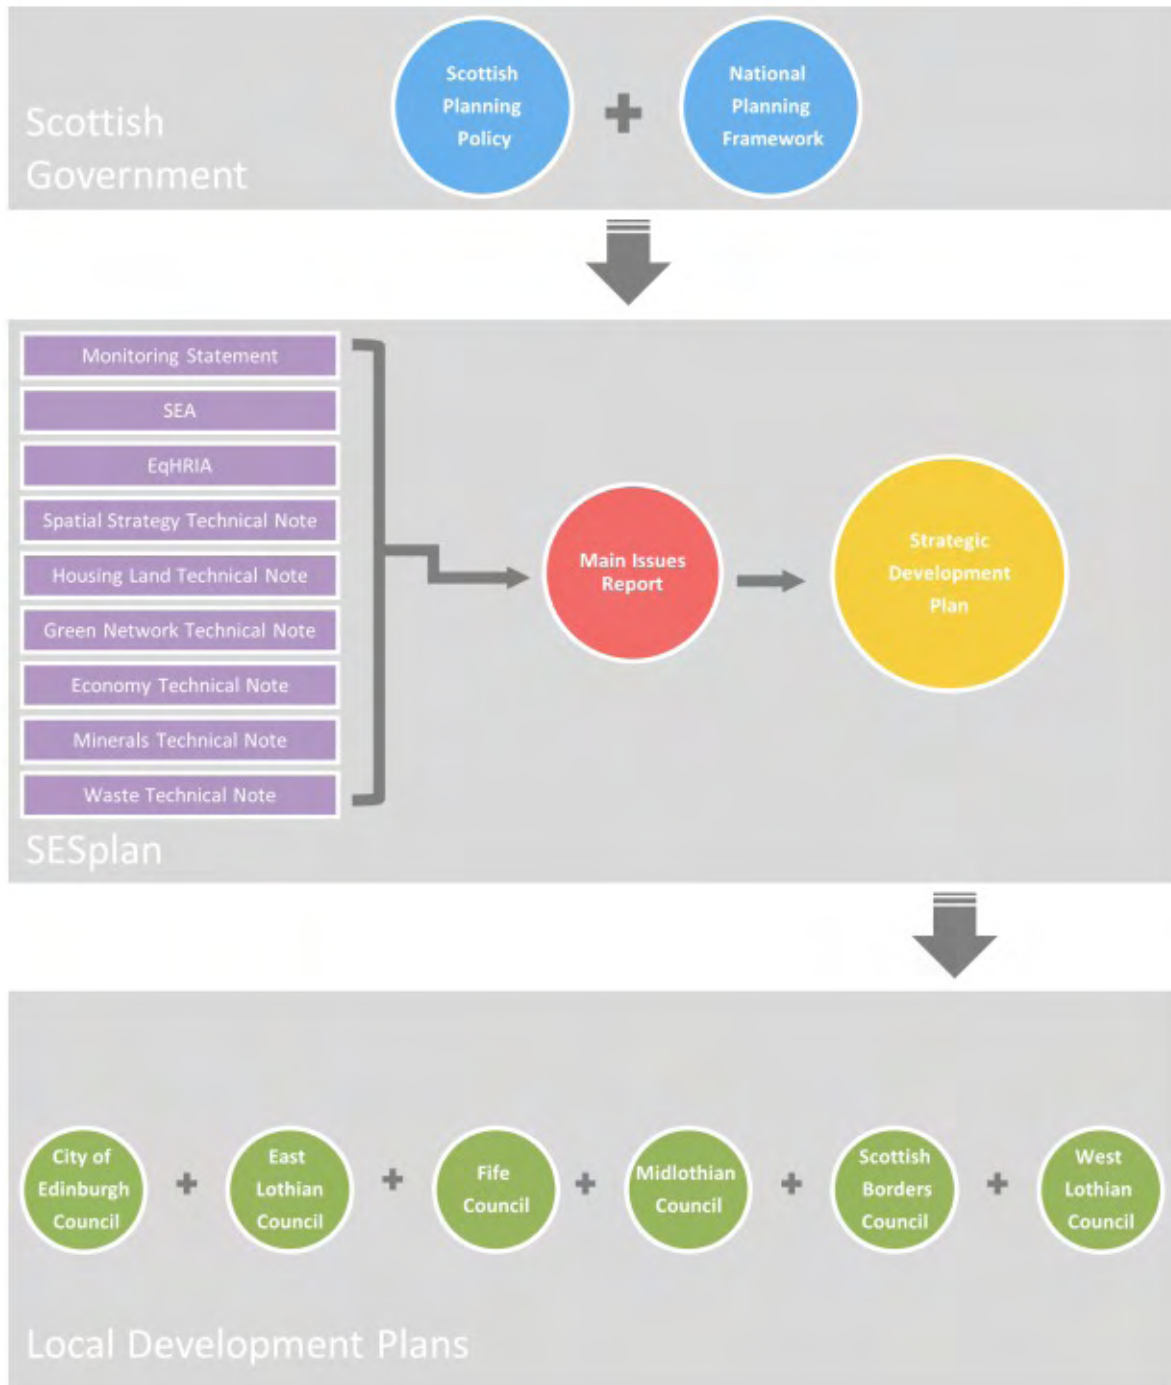 Scottish
Government
Scottish
Planning
Policy
National
Planning
Framework
Monitoring Statement
SEA
EqHRIA
Spatial Strategy Technical Note
Housing Land Technical Note
Green Network Technical Note
Economy Technical Note
Minerals Technical Note
Waste Technical Note
SESplan
Main Issues
Report
Strategic
Development
Plan
City of
Edinburgh
Council
East
Lothian
Council
Fife
Council
Midlothian
Council
Scottish
Borders
Council
West
Lothian
Council
Local Development Plans